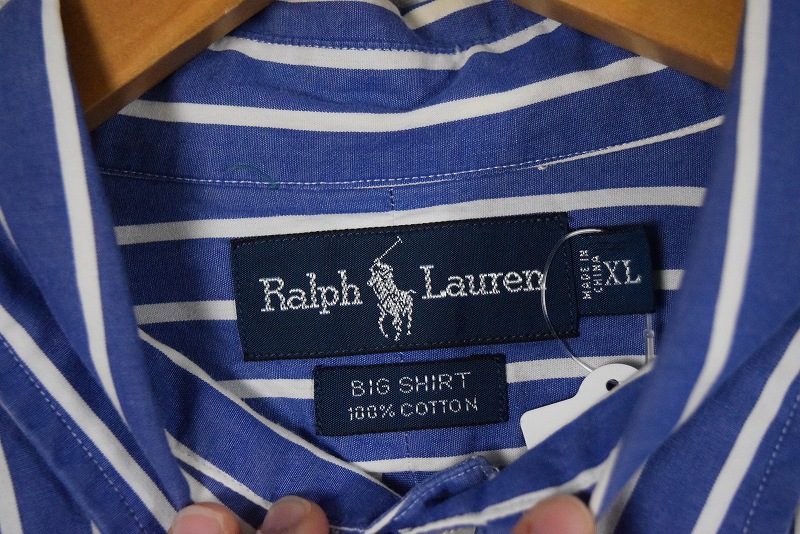 Ralph Lauren
MADE IN
CHINA
XL
BIG SHIRT
100% COTTON